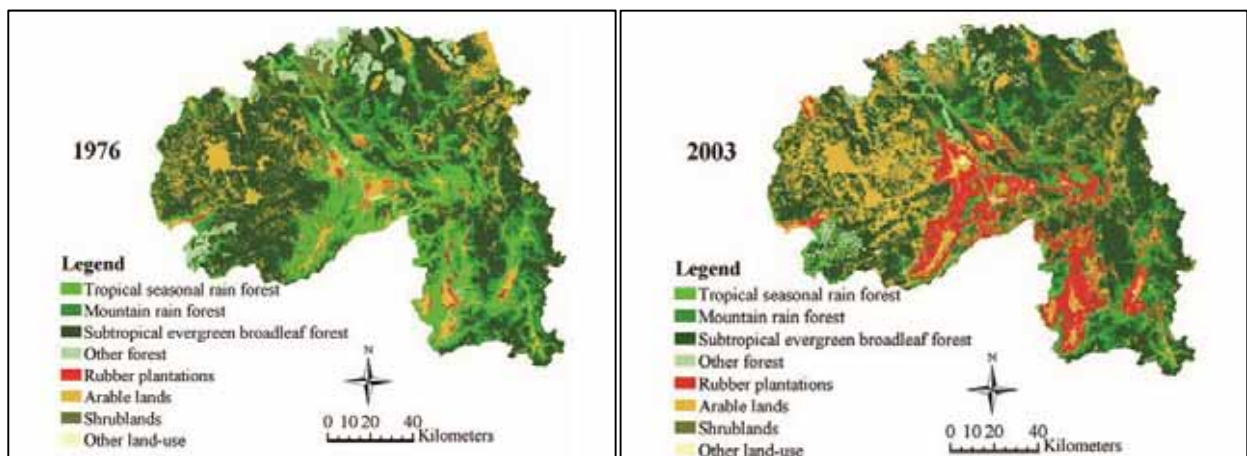 1976
Legend
Tropical seasonal rain forest
Mountain rain forest
Subtropical evergreen broadleaf forest
Other forest
Rubber plantations
Arable lands
Shrublands
Other land-use
N
0 10 20 40
Kilometers
2003
Legend
Tropical seasonal rain forest
Mountain rain forest
Subtropical evergreen broadleaf forest
Other forest
Rubber plantations
Arable lands
Shrublands
Other land-use
N
0 10 20 40
Kilometers